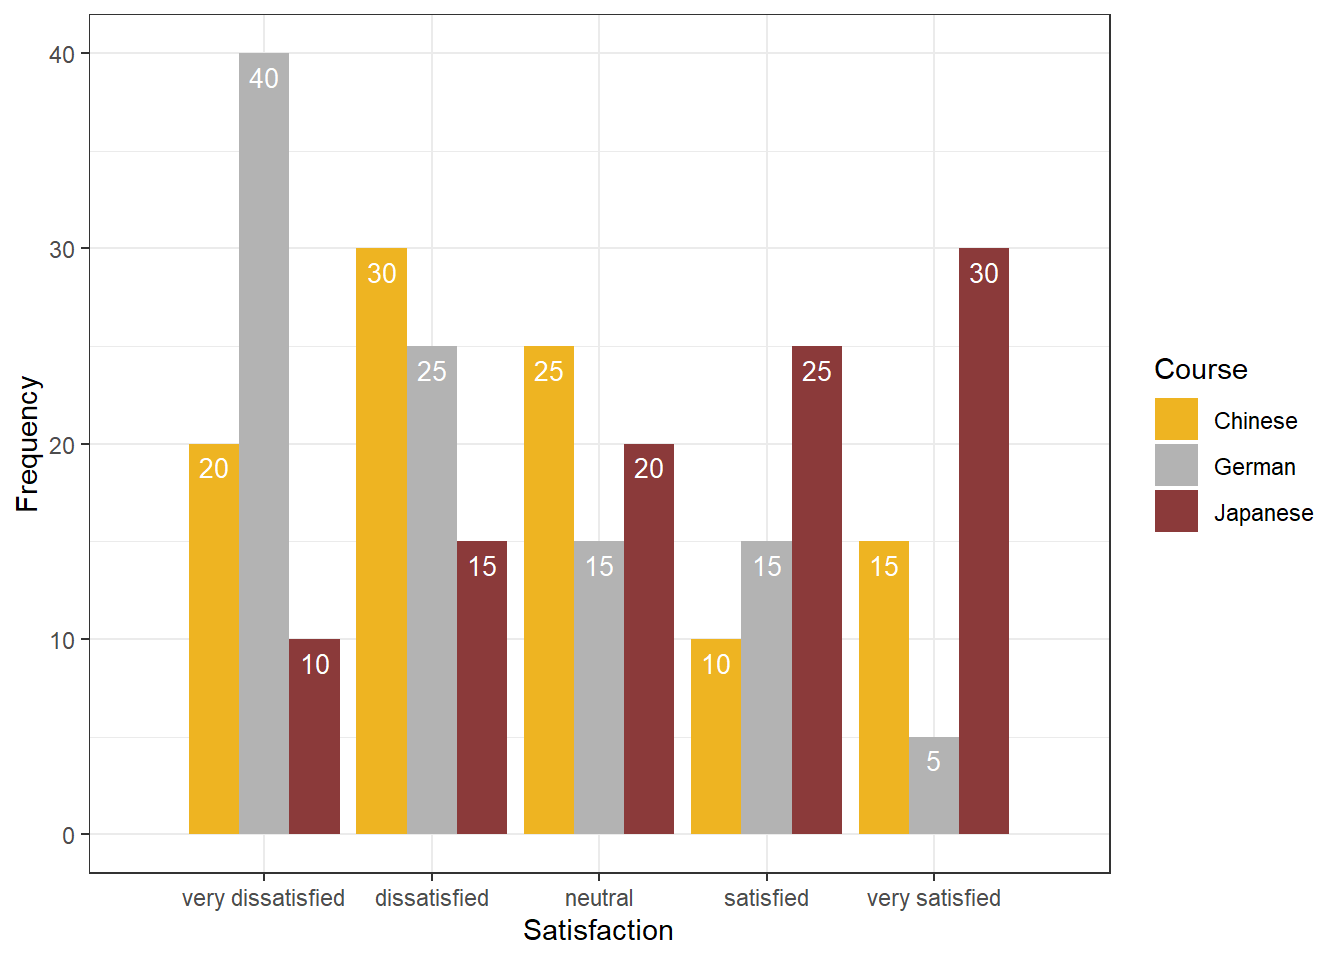 40
30
20
10
0
Frequency
20
40
10
30
25
15
25
15
20
10
15
25
15
5
30
very dissatisfied
dissatisfied
neutral
satisfied
very satisfied
Satisfaction
Course
Chinese
German
Japanese